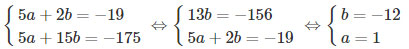 { 5a + 2b = −19 ⇔ { 13b = −156 ⇔ { b = −12
5a + 15b = −175 5a + 2b = −19 a = 1